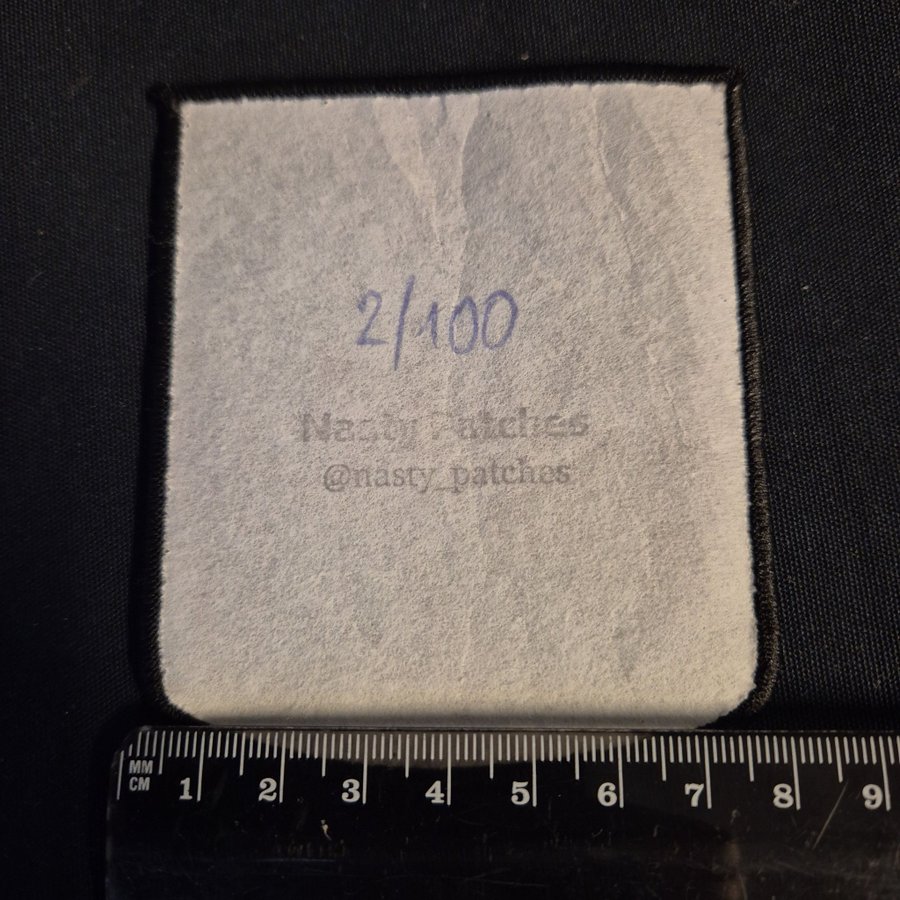 2/100
Nasty Patches
@nasty_patches
MM
CM
1 2 3 4 5 6 7 8 9